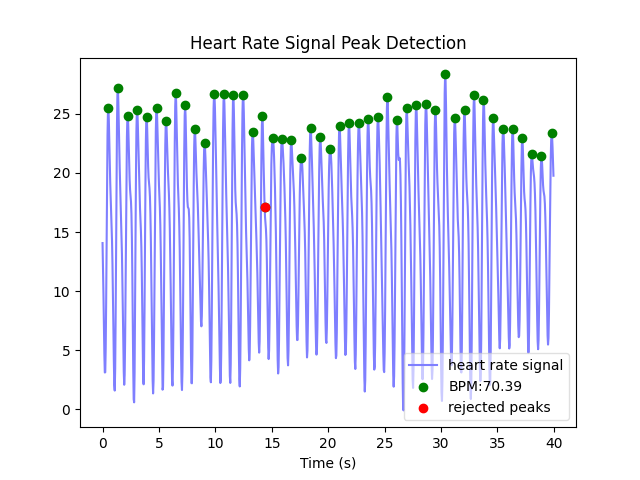 Heart Rate Signal Peak Detection
25
20
15
10
5
0
heart rate signal
BPM:70.39
rejected peaks
0 5 10 15 20 25 30 35 40
Time (s)